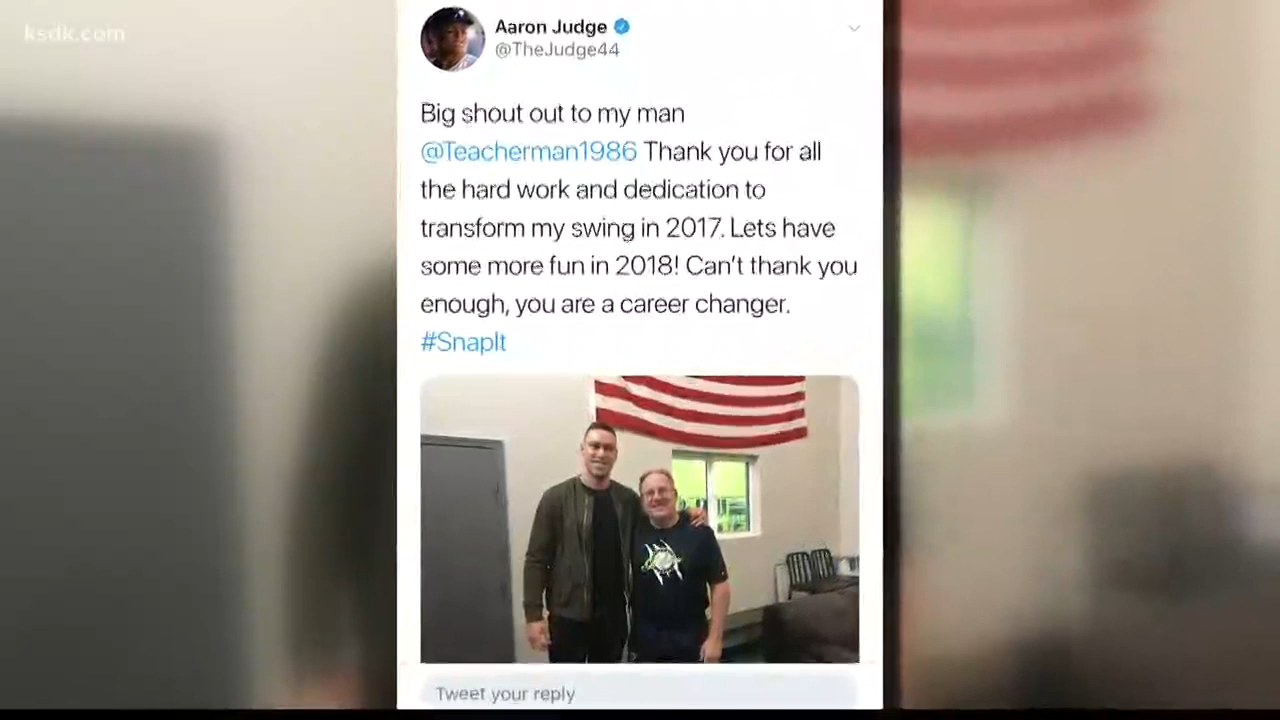 ksdk.com
Aaron Judge
@TheJudge44
Big shout out to my man
@Teacherman1986 Thank you for all
the hard work and dedication to
transform my swing in 2017. Lets have
some more fun in 2018! Can't thank you
enough, you are a career changer.
#SnapIt
Tweet your reply